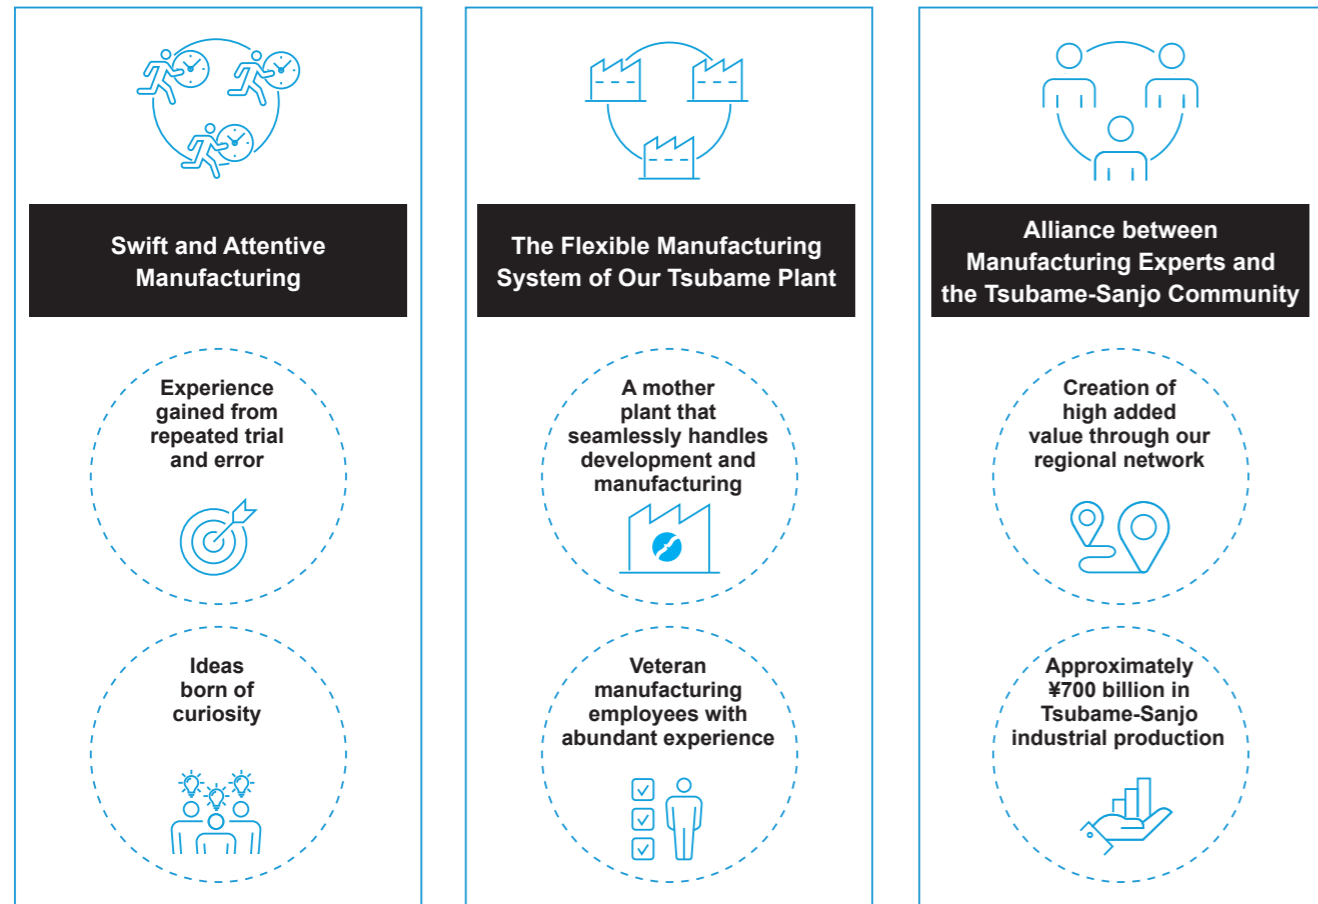 Swift and Attentive
Manufacturing
Experience
gained from
repeated trial
and error
Ideas
born of
curiosity
The Flexible Manufacturing
System of Our Tsubame Plant
A mother
plant that
seamlessly handles
development and
manufacturing
Veteran
manufacturing
employees with
abundant experience
Alliance between
Manufacturing Experts and
the Tsubame-Sanjo Community
Creation of
high added
value through our
regional network
Approximately
¥700 billion in
Tsubame-Sanjo
industrial production